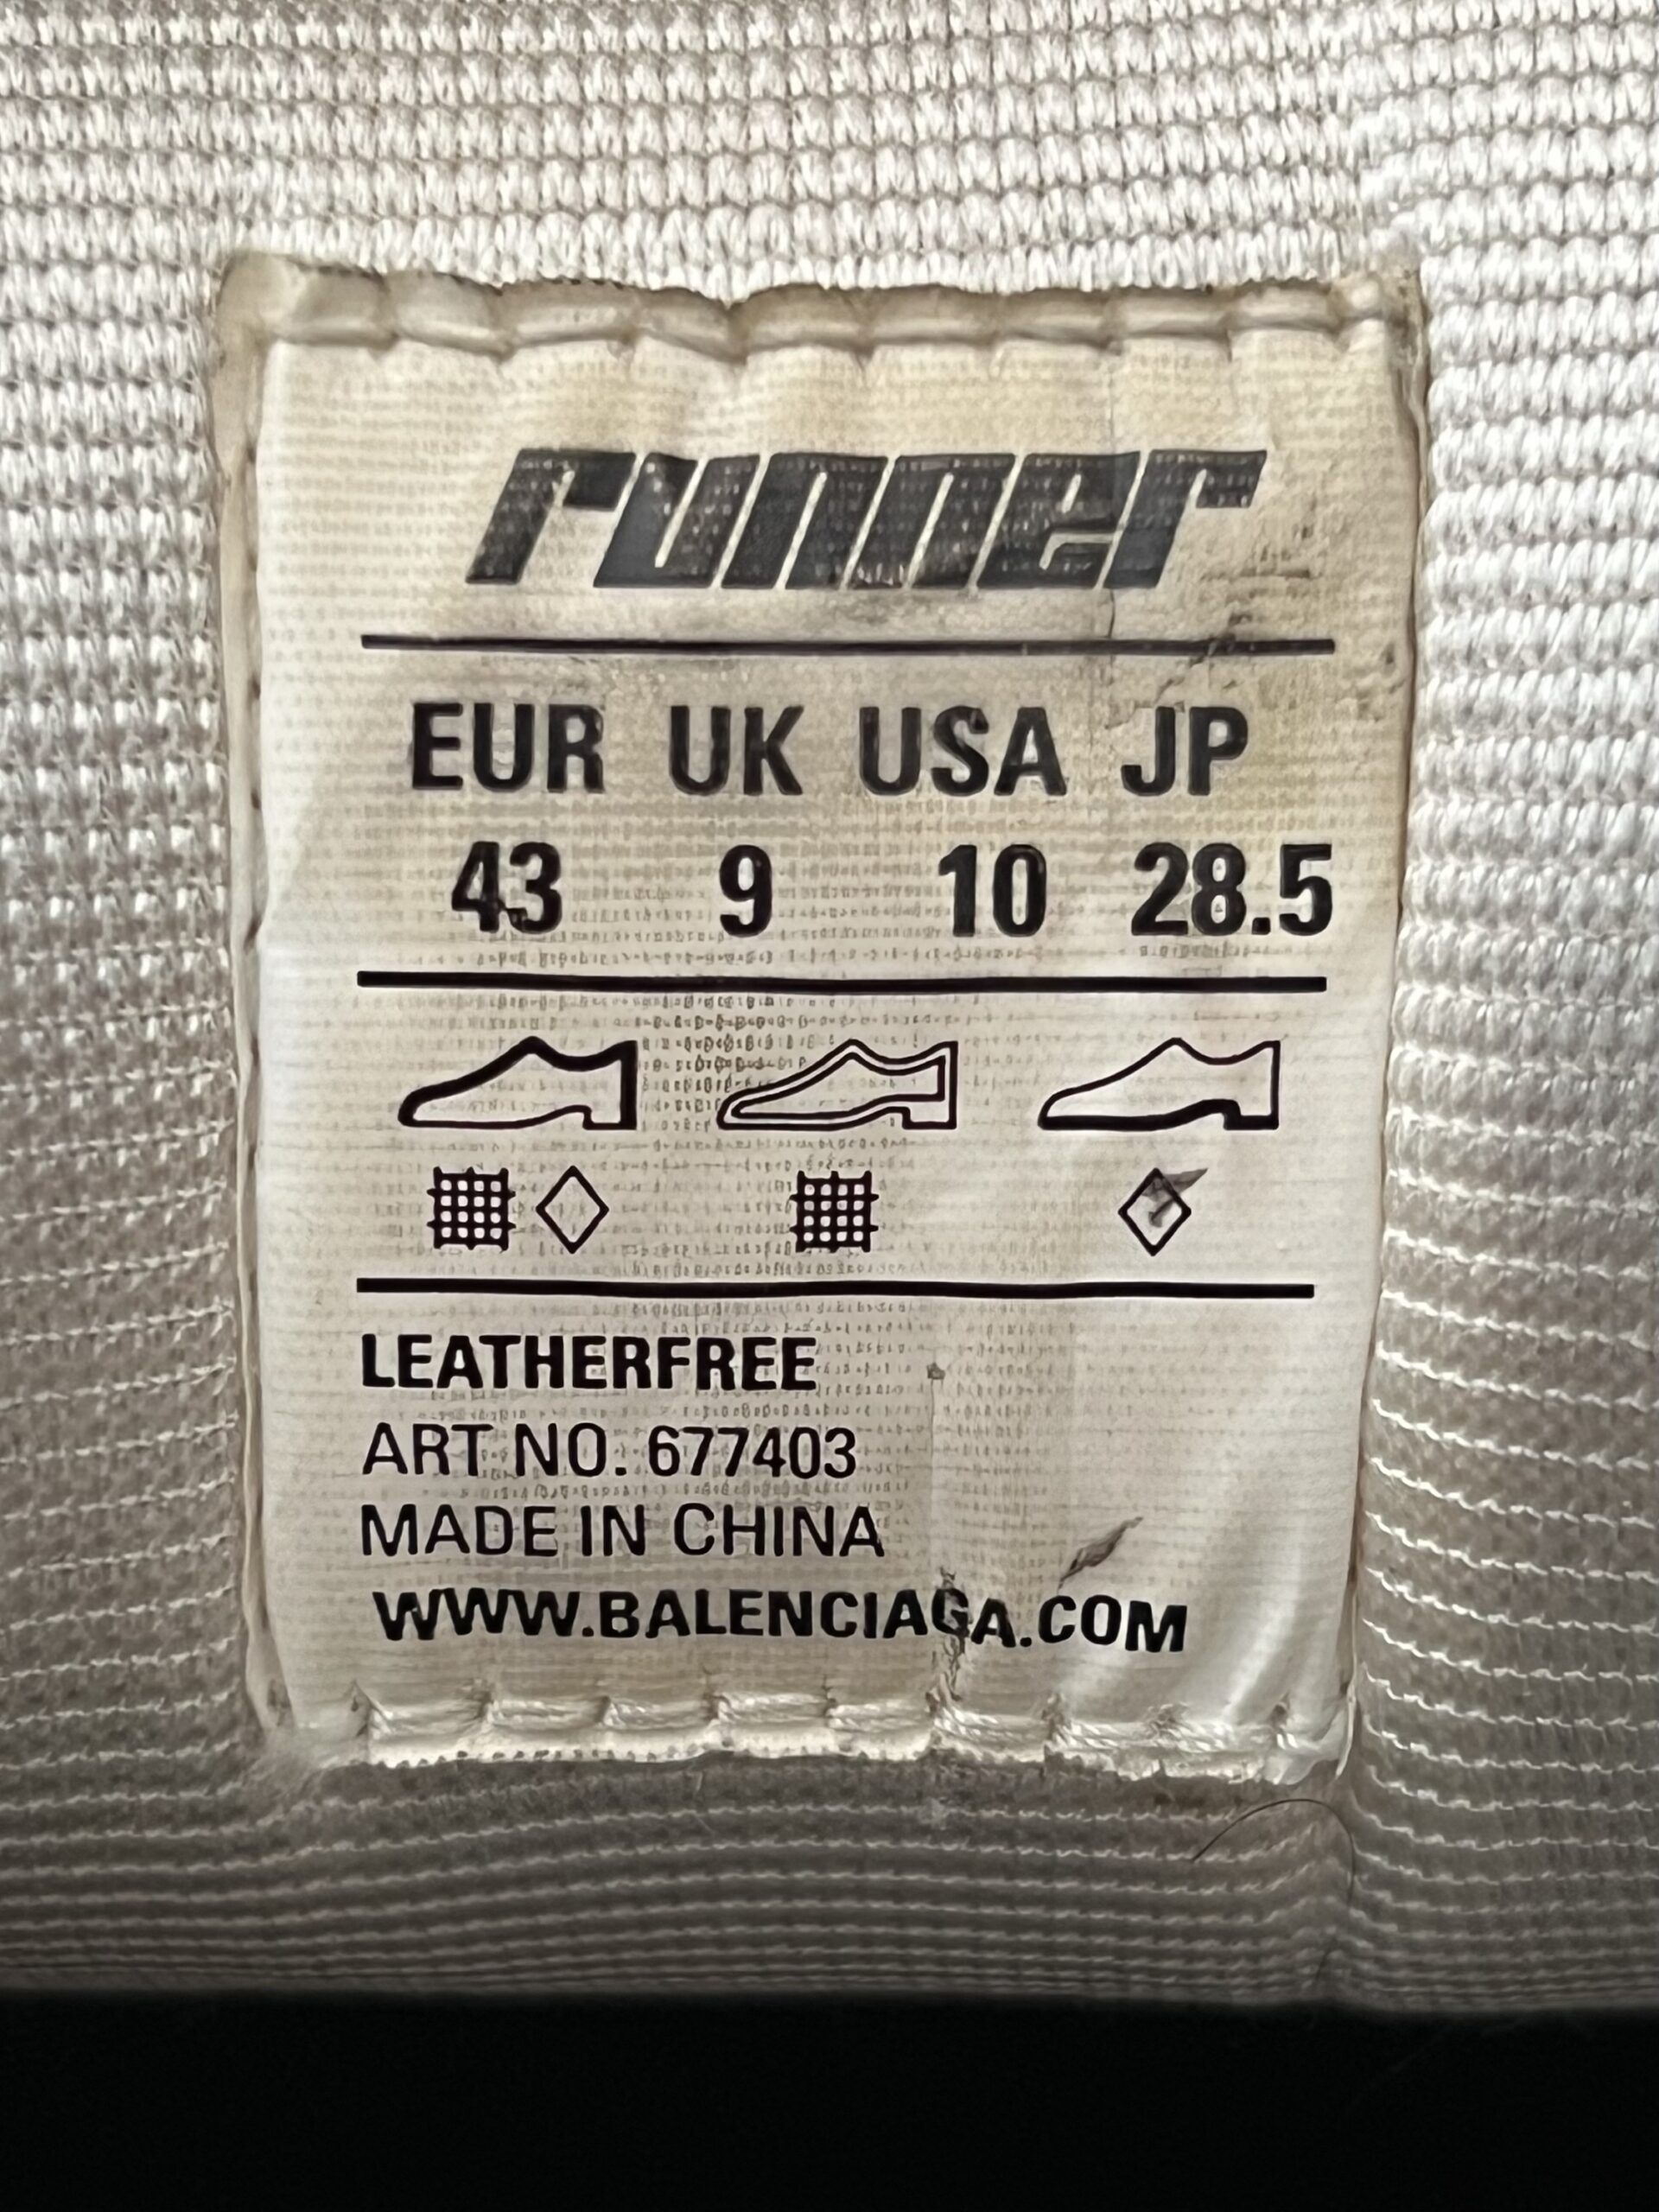 runner
EUR UK USA JP
43 9 10 28.5
LEATHERFREE
ART NO. 677403
MADE IN CHINA
WWW.BALENCIAGA.COM